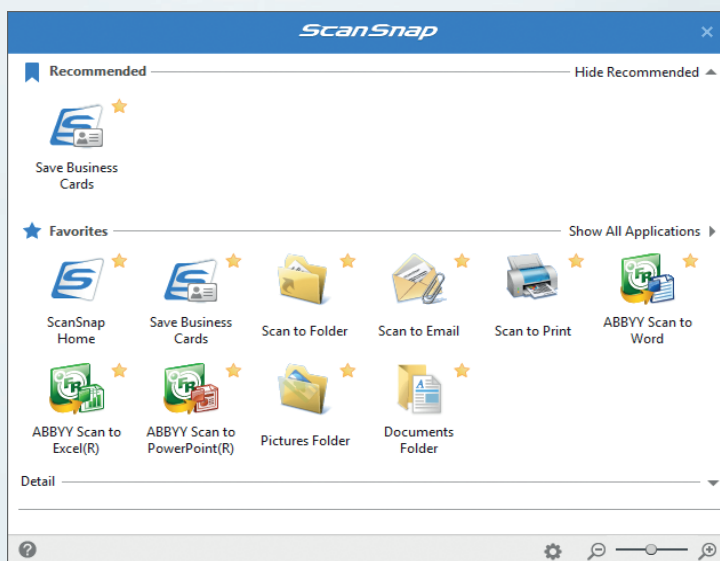 ScanSnap
Recommended
Hide Recommended
Save Business
Cards
Favorites
Show All Applications
ScanSnap
Home
Save Business
Cards
Scan to Folder
Scan to Email
Scan to Print
ABBYY Scan to
Word
ABBYY Scan to
Excel(R)
ABBYY Scan to
PowerPoint(R)
Pictures Folder
Documents
Folder
Detail